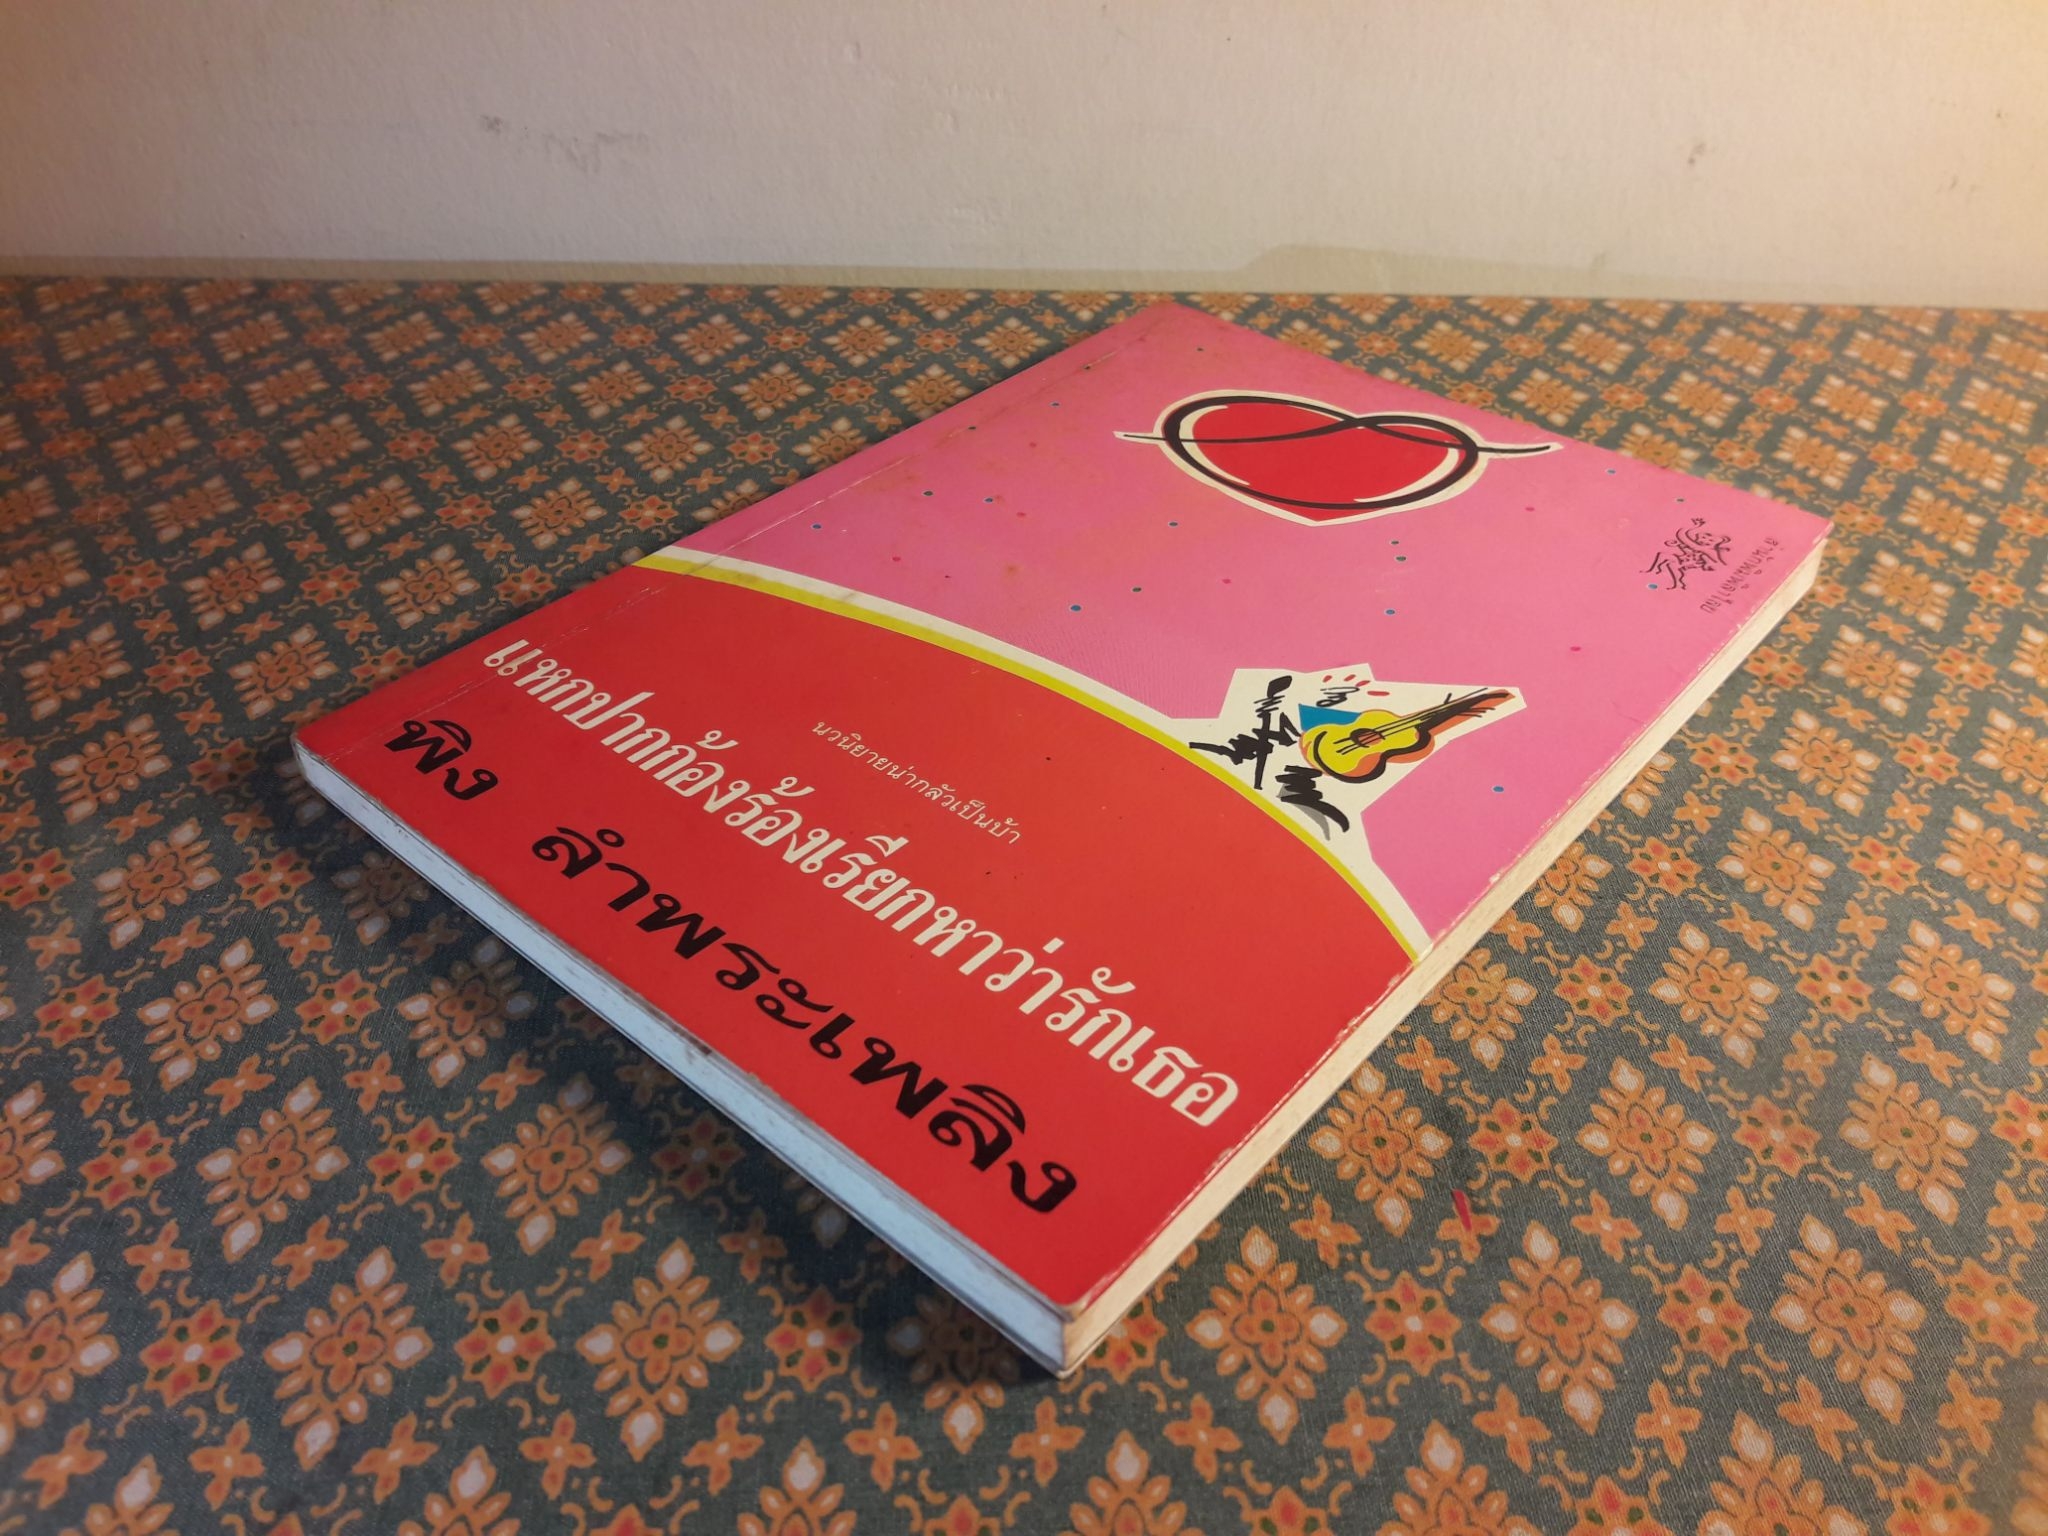 นวนิยายน่ากลัวเป็นบ้า
แหกปากก้องร้องเรียกหาว่ารักเธอ
พิง ลำพระเพลิง